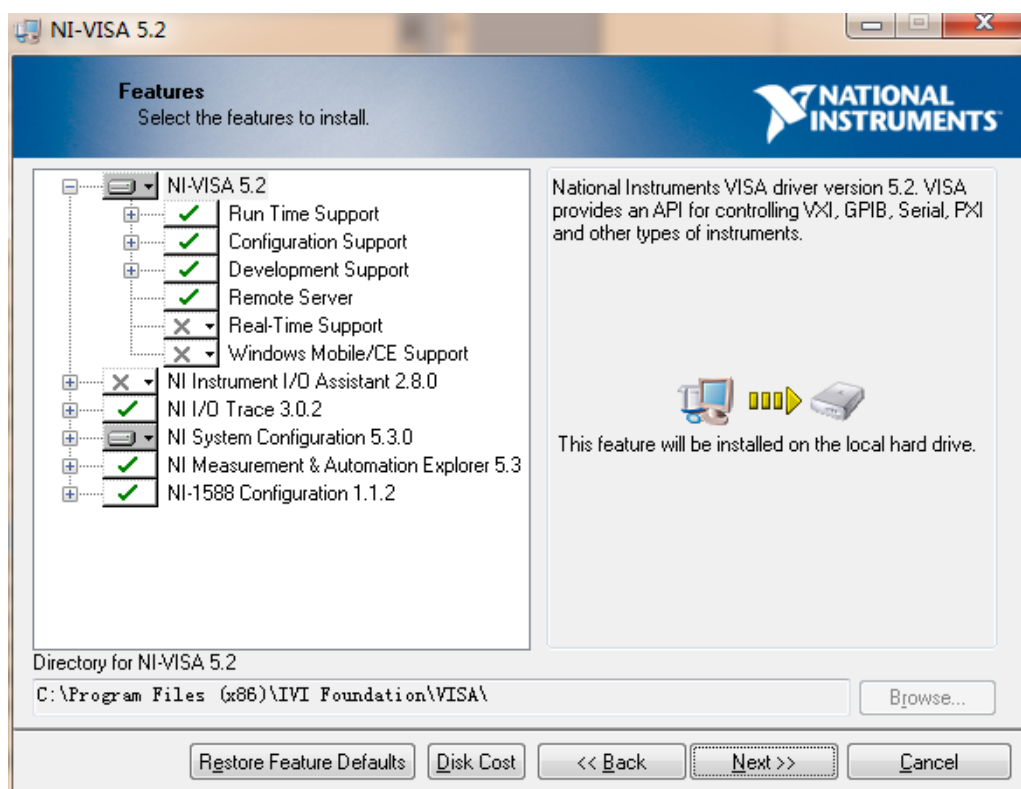 NI-VISA 5.2
Features
Select the features to install.
NATIONAL
INSTRUMENTS
NI-VISA 5.2
Run Time Support
Configuration Support
Development Support
Remote Server
Real-Time Support
Windows Mobile/CE Support
NI Instrument I/O Assistant 2.8.0
NI I/O Trace 3.0.2
NI System Configuration 5.3.0
NI Measurement & Automation Explorer 5.3
NI-1588 Configuration 1.1.2
National Instruments VISA driver version 5.2. VISA
provides an API for controlling VXI, GPIB, Serial, PXI
and other types of instruments.
This feature will be installed on the local hard drive.
Directory for NI-VISA 5.2
C:\Program Files (x86)\IVI Foundation\VISA\
Browse...
Restore Feature Defaults
Disk Cost
<< Back
Next >>
Cancel